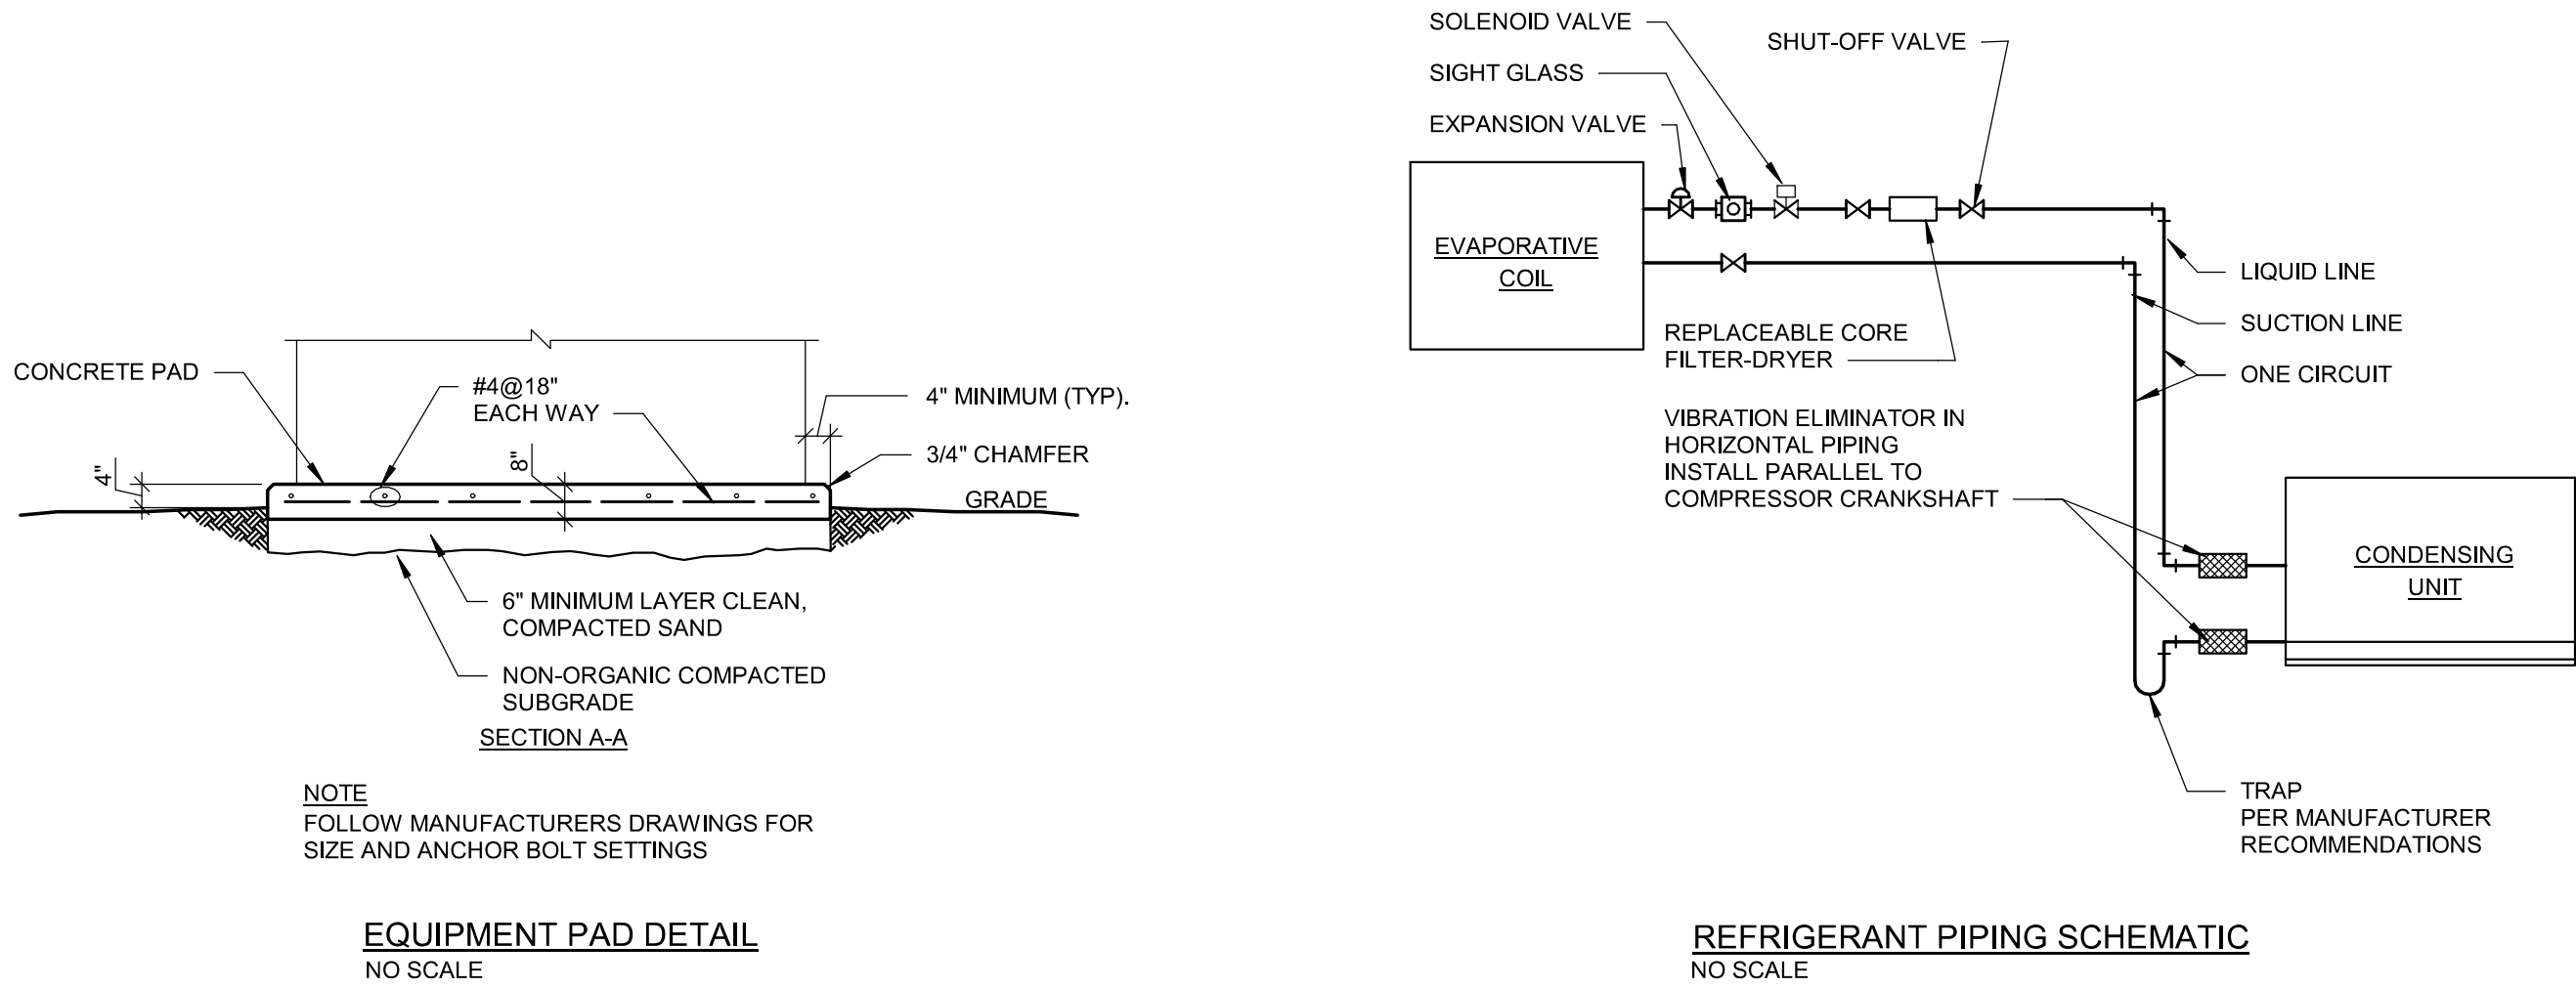 CONCRETE PAD
#4@18"
EACH WAY
4" MINIMUM (TYP).
3/4" CHAMFER
4"
8"
GRADE
6" MINIMUM LAYER CLEAN,
COMPACTED SAND
NON-ORGANIC COMPACTED
SUBGRADE
SECTION A-A
NOTE
FOLLOW MANUFACTURERS DRAWINGS FOR
SIZE AND ANCHOR BOLT SETTINGS
EQUIPMENT PAD DETAIL
NO SCALE
SOLENOID VALVE
SHUT-OFF VALVE
SIGHT GLASS
EXPANSION VALVE
EVAPORATIVE
COIL
LIQUID LINE
SUCTION LINE
ONE CIRCUIT
REPLACEABLE CORE
FILTER-DRYER
VIBRATION ELIMINATOR IN
HORIZONTAL PIPING
INSTALL PARALLEL TO
COMPRESSOR CRANKSHAFT
CONDENSING
UNIT
TRAP
PER MANUFACTURER
RECOMMENDATIONS
REFRIGERANT PIPING SCHEMATIC
NO SCALE